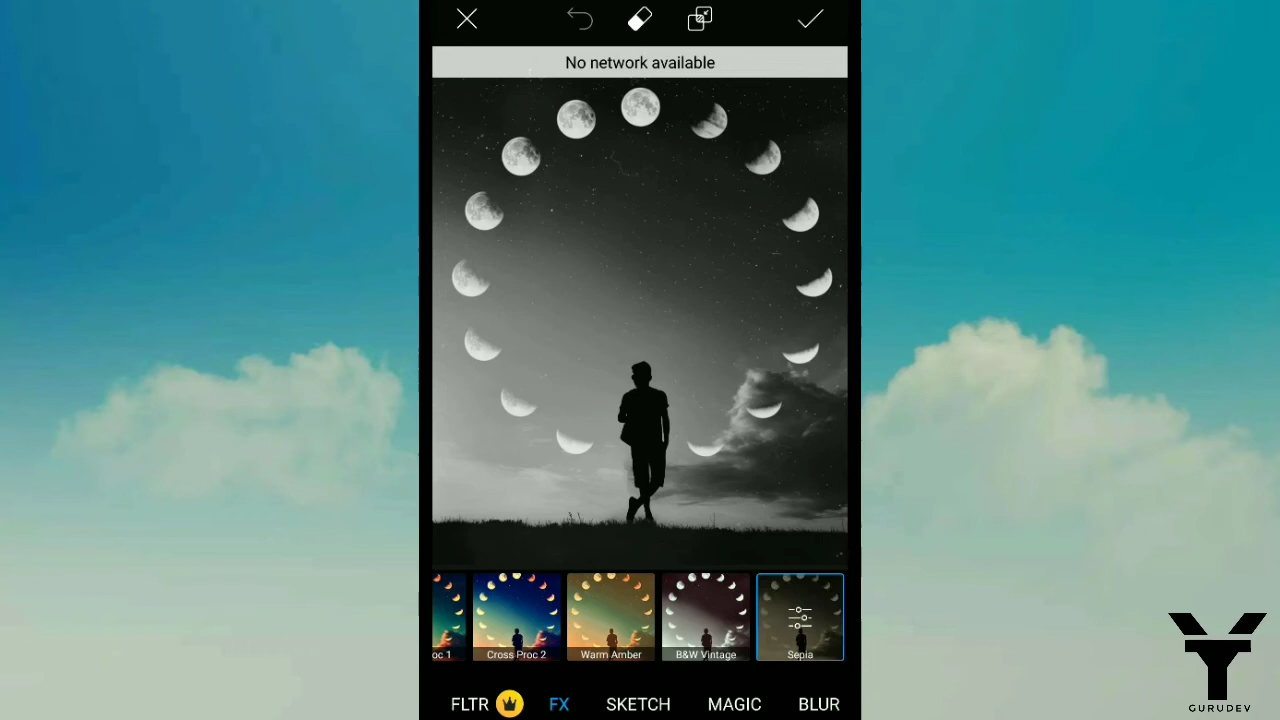 No network available
oc 1
Cross Proc 2
Warm Amber
B&W Vintage
Sepia
FLTR
FX
SKETCH
MAGIC
BLUR
GURUDEV